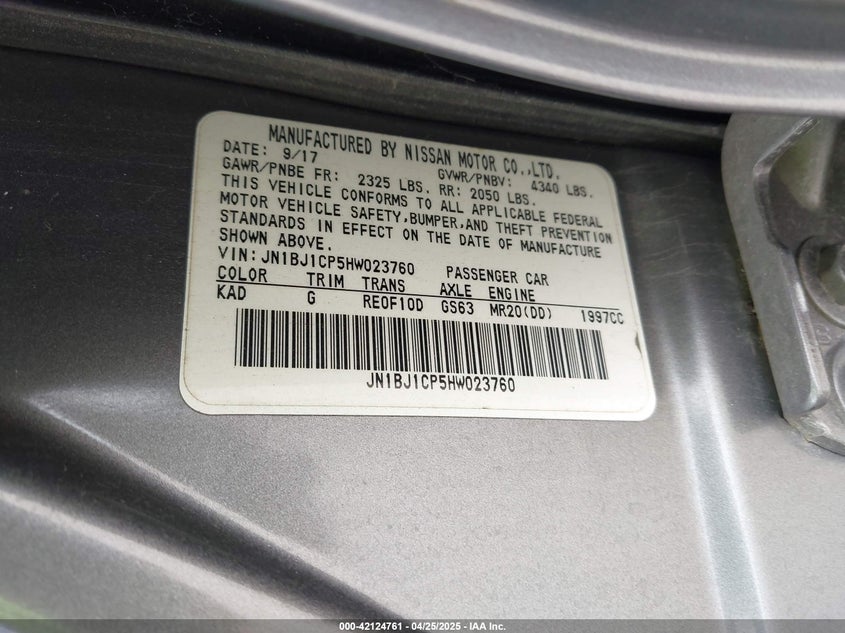 MANUFACTURED BY NISSAN MOTOR CO.,LTD.
DATE: 9/17 GVWR/PNBV: 4340 LBS.
GAWR/PNBE FR: 2325 LBS. RR: 2050 LBS.
THIS VEHICLE CONFORMS TO ALL APPLICABLE FEDERAL
MOTOR VEHICLE SAFETY,BUMPER,AND THEFT PREVENTION
STANDARDS IN EFFECT ON THE DATE OF MANUFACTURE
SHOWN ABOVE.
VIN:JN1BJ1CP5HW023760 PASSENGER CAR
COLOR TRIM TRANS AXLE ENGINE
KAD G RE0F10D GS63 MR20(DD) 1997CC
JN1BJ1CP5HW023760
000-42124761 - 04/25/2025 - IAA Inc.